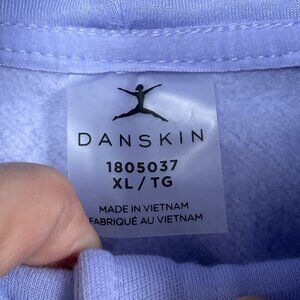 DANSKIN
1805037
XL / TG
MADE IN VIETNAM
FABRIQUÉ AU VIETNAM